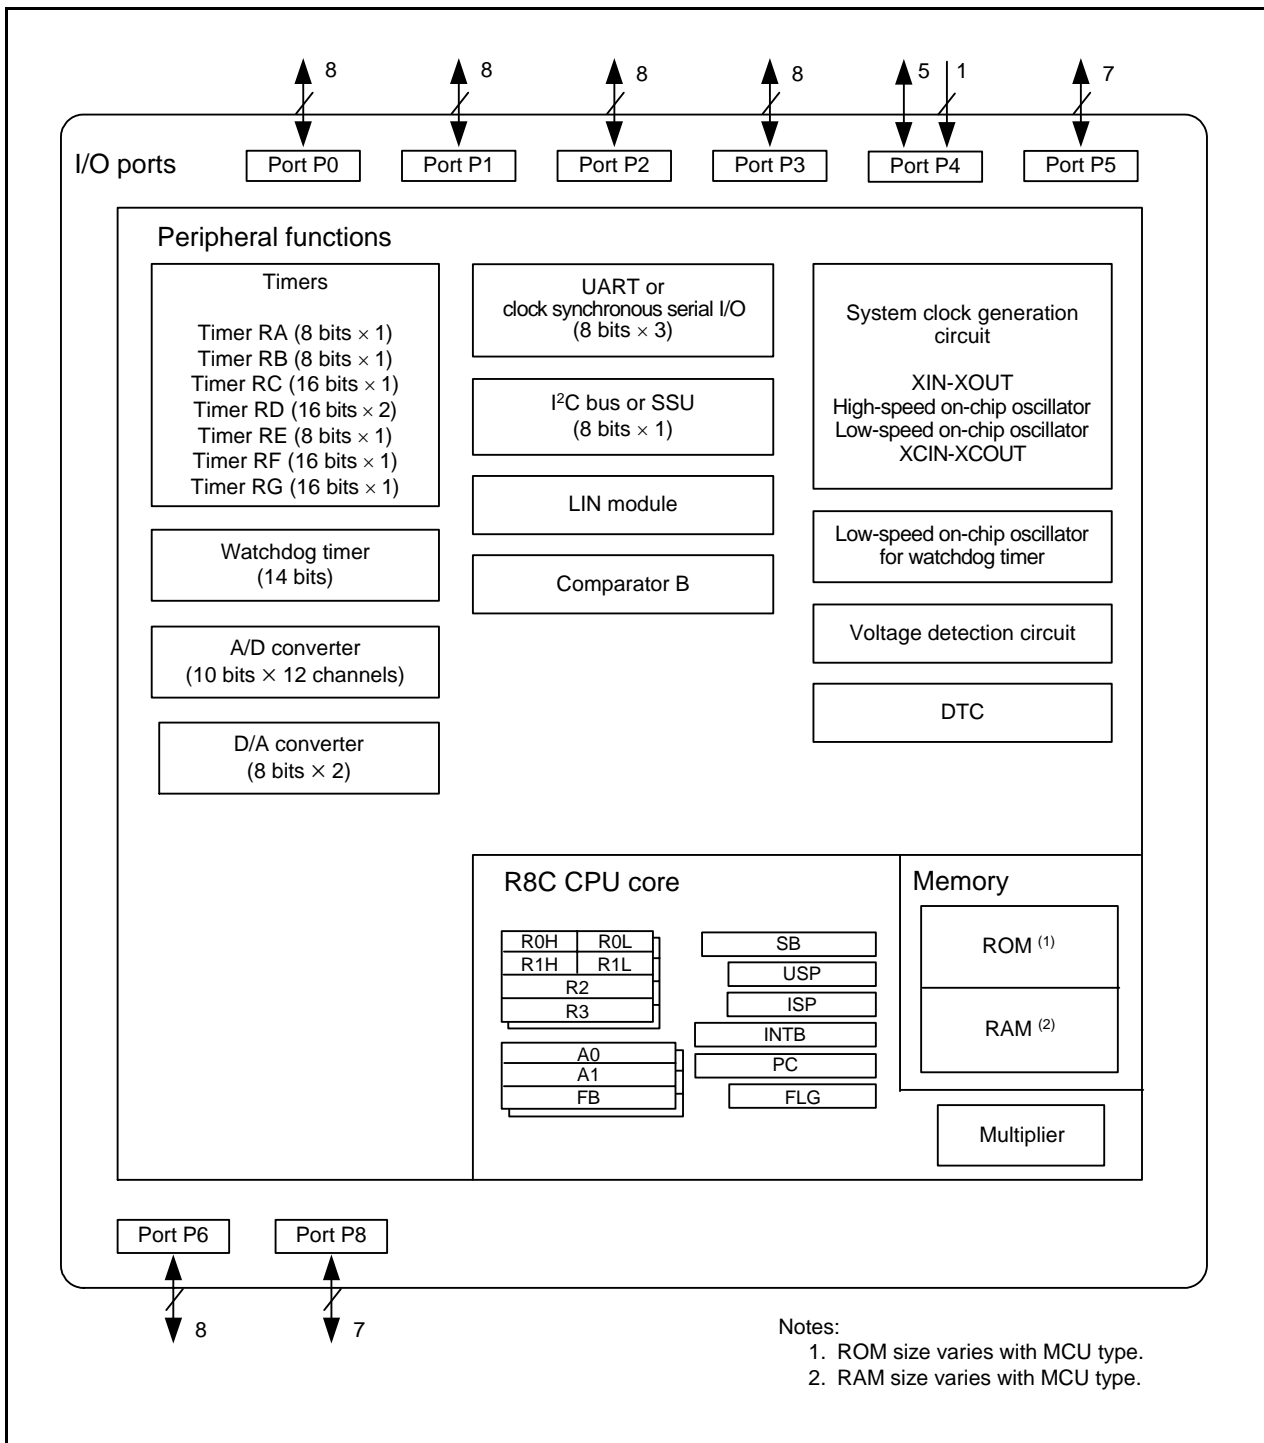 8
8
8
8
5
1
7
I/O ports
Port P0
Port P1
Port P2
Port P3
Port P4
Port P5
Peripheral functions
Timers
Timer RA (8 bits × 1)
Timer RB (8 bits × 1)
Timer RC (16 bits × 1)
Timer RD (16 bits × 2)
Timer RE (8 bits × 1)
Timer RF (16 bits × 1)
Timer RG (16 bits × 1)
Watchdog timer
(14 bits)
A/D converter
(10 bits × 12 channels)
D/A converter
(8 bits × 2)
UART or
clock synchronous serial I/O
(8 bits × 3)
I²C bus or SSU
(8 bits × 1)
LIN module
Comparator B
System clock generation
circuit
XIN-XOUT
High-speed on-chip oscillator
Low-speed on-chip oscillator
XCIN-XCOUT
Low-speed on-chip oscillator
for watchdog timer
Voltage detection circuit
DTC
R8C CPU core
R0H
R0L
R1H
R1L
R2
R3
A0
A1
FB
SB
USP
ISP
INTB
PC
FLG
Memory
ROM (1)
RAM (2)
Multiplier
Port P6
Port P8
8
7
Notes:
1. ROM size varies with MCU type.
2. RAM size varies with MCU type.